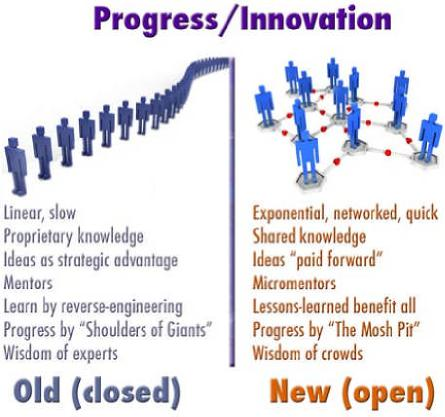 Progress/Innovation
Linear, slow
Proprietary knowledge
Ideas as strategic advantage
Mentors
Learn by reverse-engineering
Progress by “Shoulders of Giants”
Wisdom of experts
Old (closed)
Exponential, networked, quick
Shared knowledge
Ideas “paid forward”
Micromentors
Lessons-learned benefit all
Progress by “The Mosh Pit”
Wisdom of crowds
New (open)